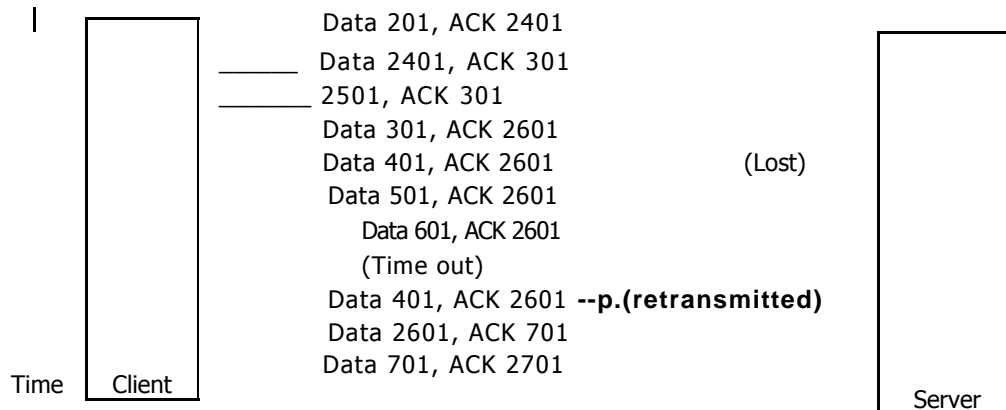 Data 201, ACK 2401
______ Data 2401, ACK 301
_______ 2501, ACK 301
Data 301, ACK 2601
Data 401, ACK 2601 (Lost)
Data 501, ACK 2601
Data 601, ACK 2601
(Time out)
Data 401, ACK 2601 --p.(retransmitted)
Data 2601, ACK 701
Data 701, ACK 2701
Time Client Server